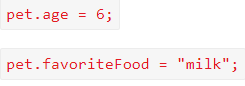 pet.age = 6;
pet.favoriteFood = "milk";